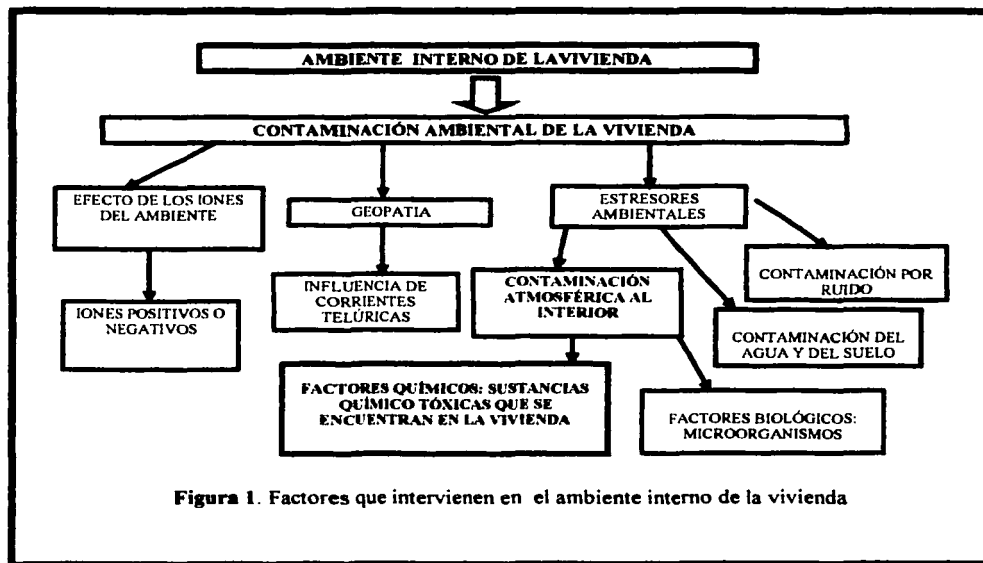 AMBIENTE INTERNO DE LAVIVIENDA
CONTAMINACIÓN AMBIENTAL DE LA VIVIENDA
EFECTO DE LOS IONES
DEL AMBIENTE
GEOPATIA
ESTRESORES
AMBIENTALES
IONES POSITIVOS O
NEGATIVOS
INFLUENCIA DE
CORRIENTES
TELÚRICAS
CONTAMINACIÓN
ATMOSFÉRICA AL
INTERIOR
CONTAMINACIÓN POR
RUIDO
CONTAMINACIÓN DEL
AGUA Y DEL SUELO
FACTORES QUÍMICOS: SUSTANCIAS
QUÍMICO TÓXICAS QUE SE
ENCUENTRAN EN LA VIVIENDA
FACTORES BIOLÓGICOS:
MICROORGANISMOS
Figura 1. Factores que intervienen en el ambiente interno de la vivienda